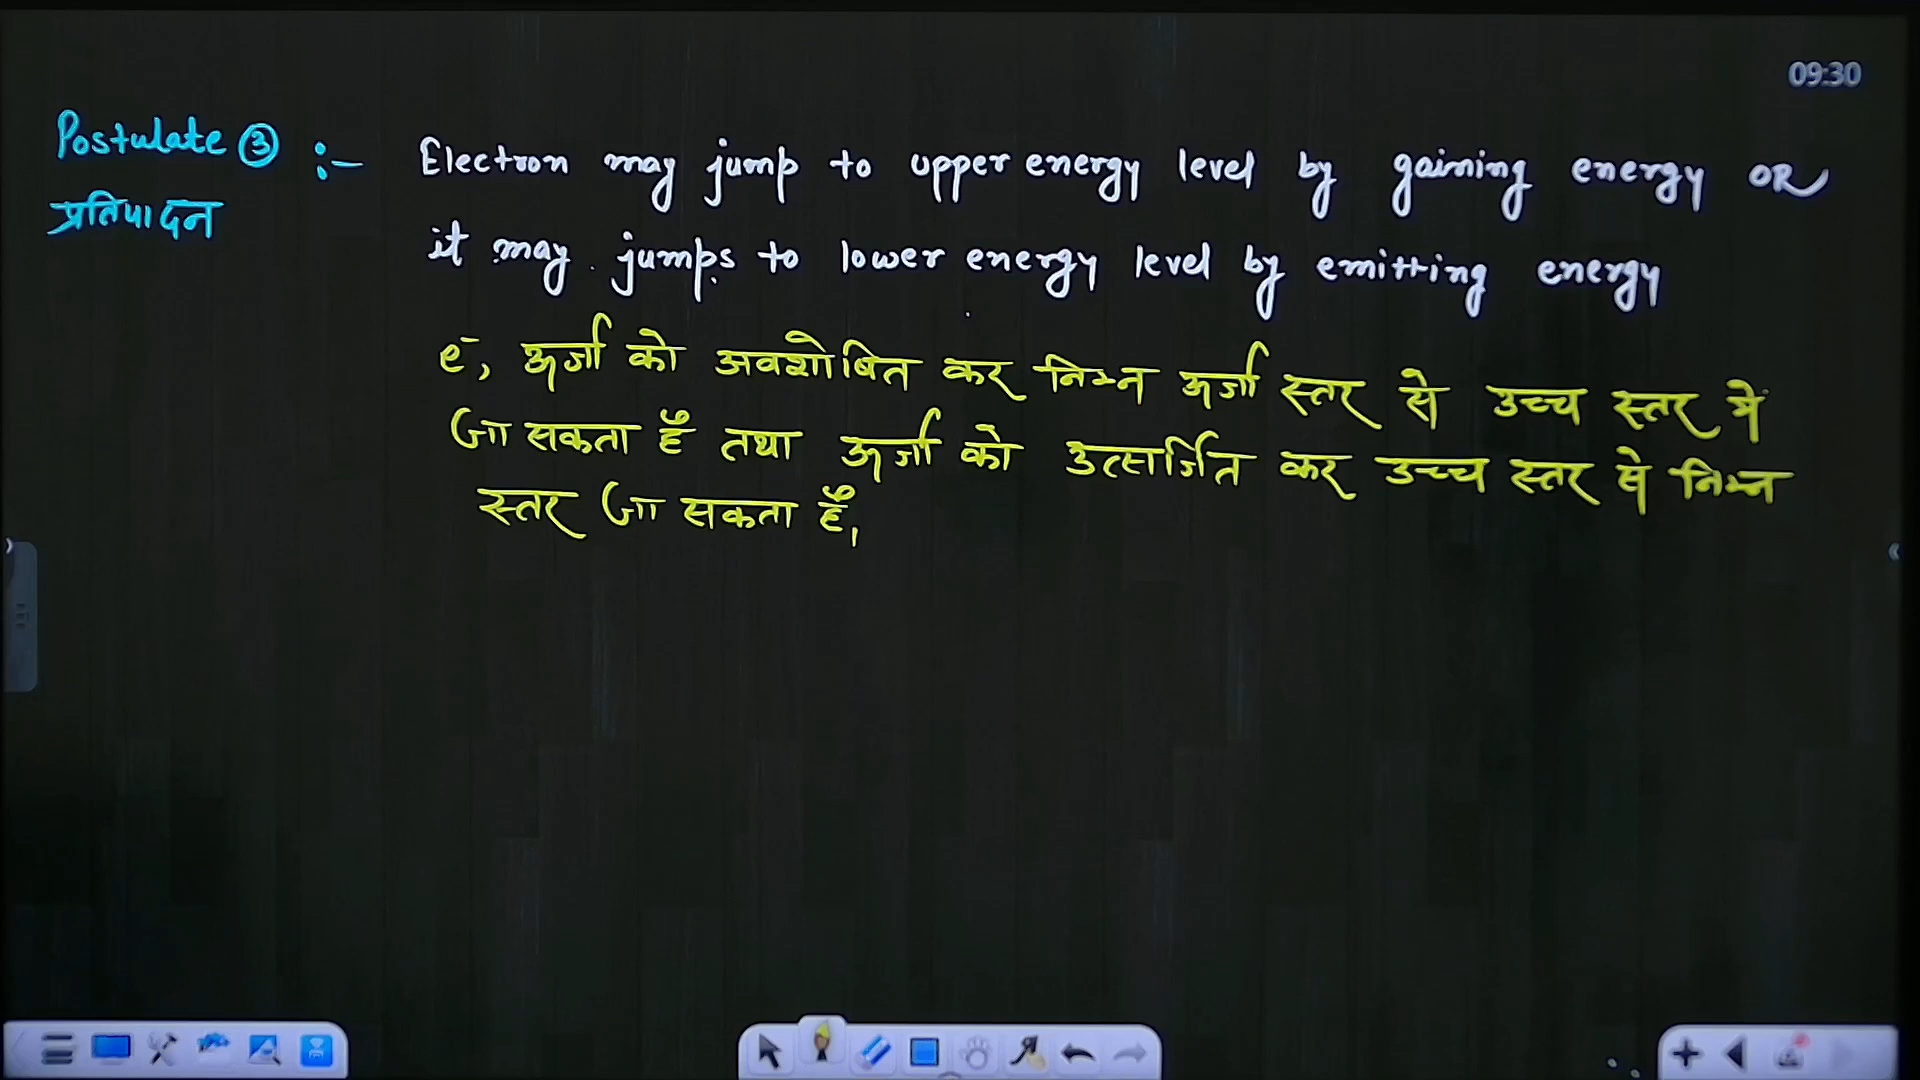 09:30
Postulate ③ :- Electron may jump to upper energy level by gaining energy OR
प्रतिपादन
it may jumps to lower energy level by emitting energy
e⁻, ऊर्जा को अवशोषित कर निम्न ऊर्जा स्तर से उच्च स्तर में
जा सकता है तथा ऊर्जा को उत्सर्जित कर उच्च स्तर से निम्न
स्तर जा सकता है,